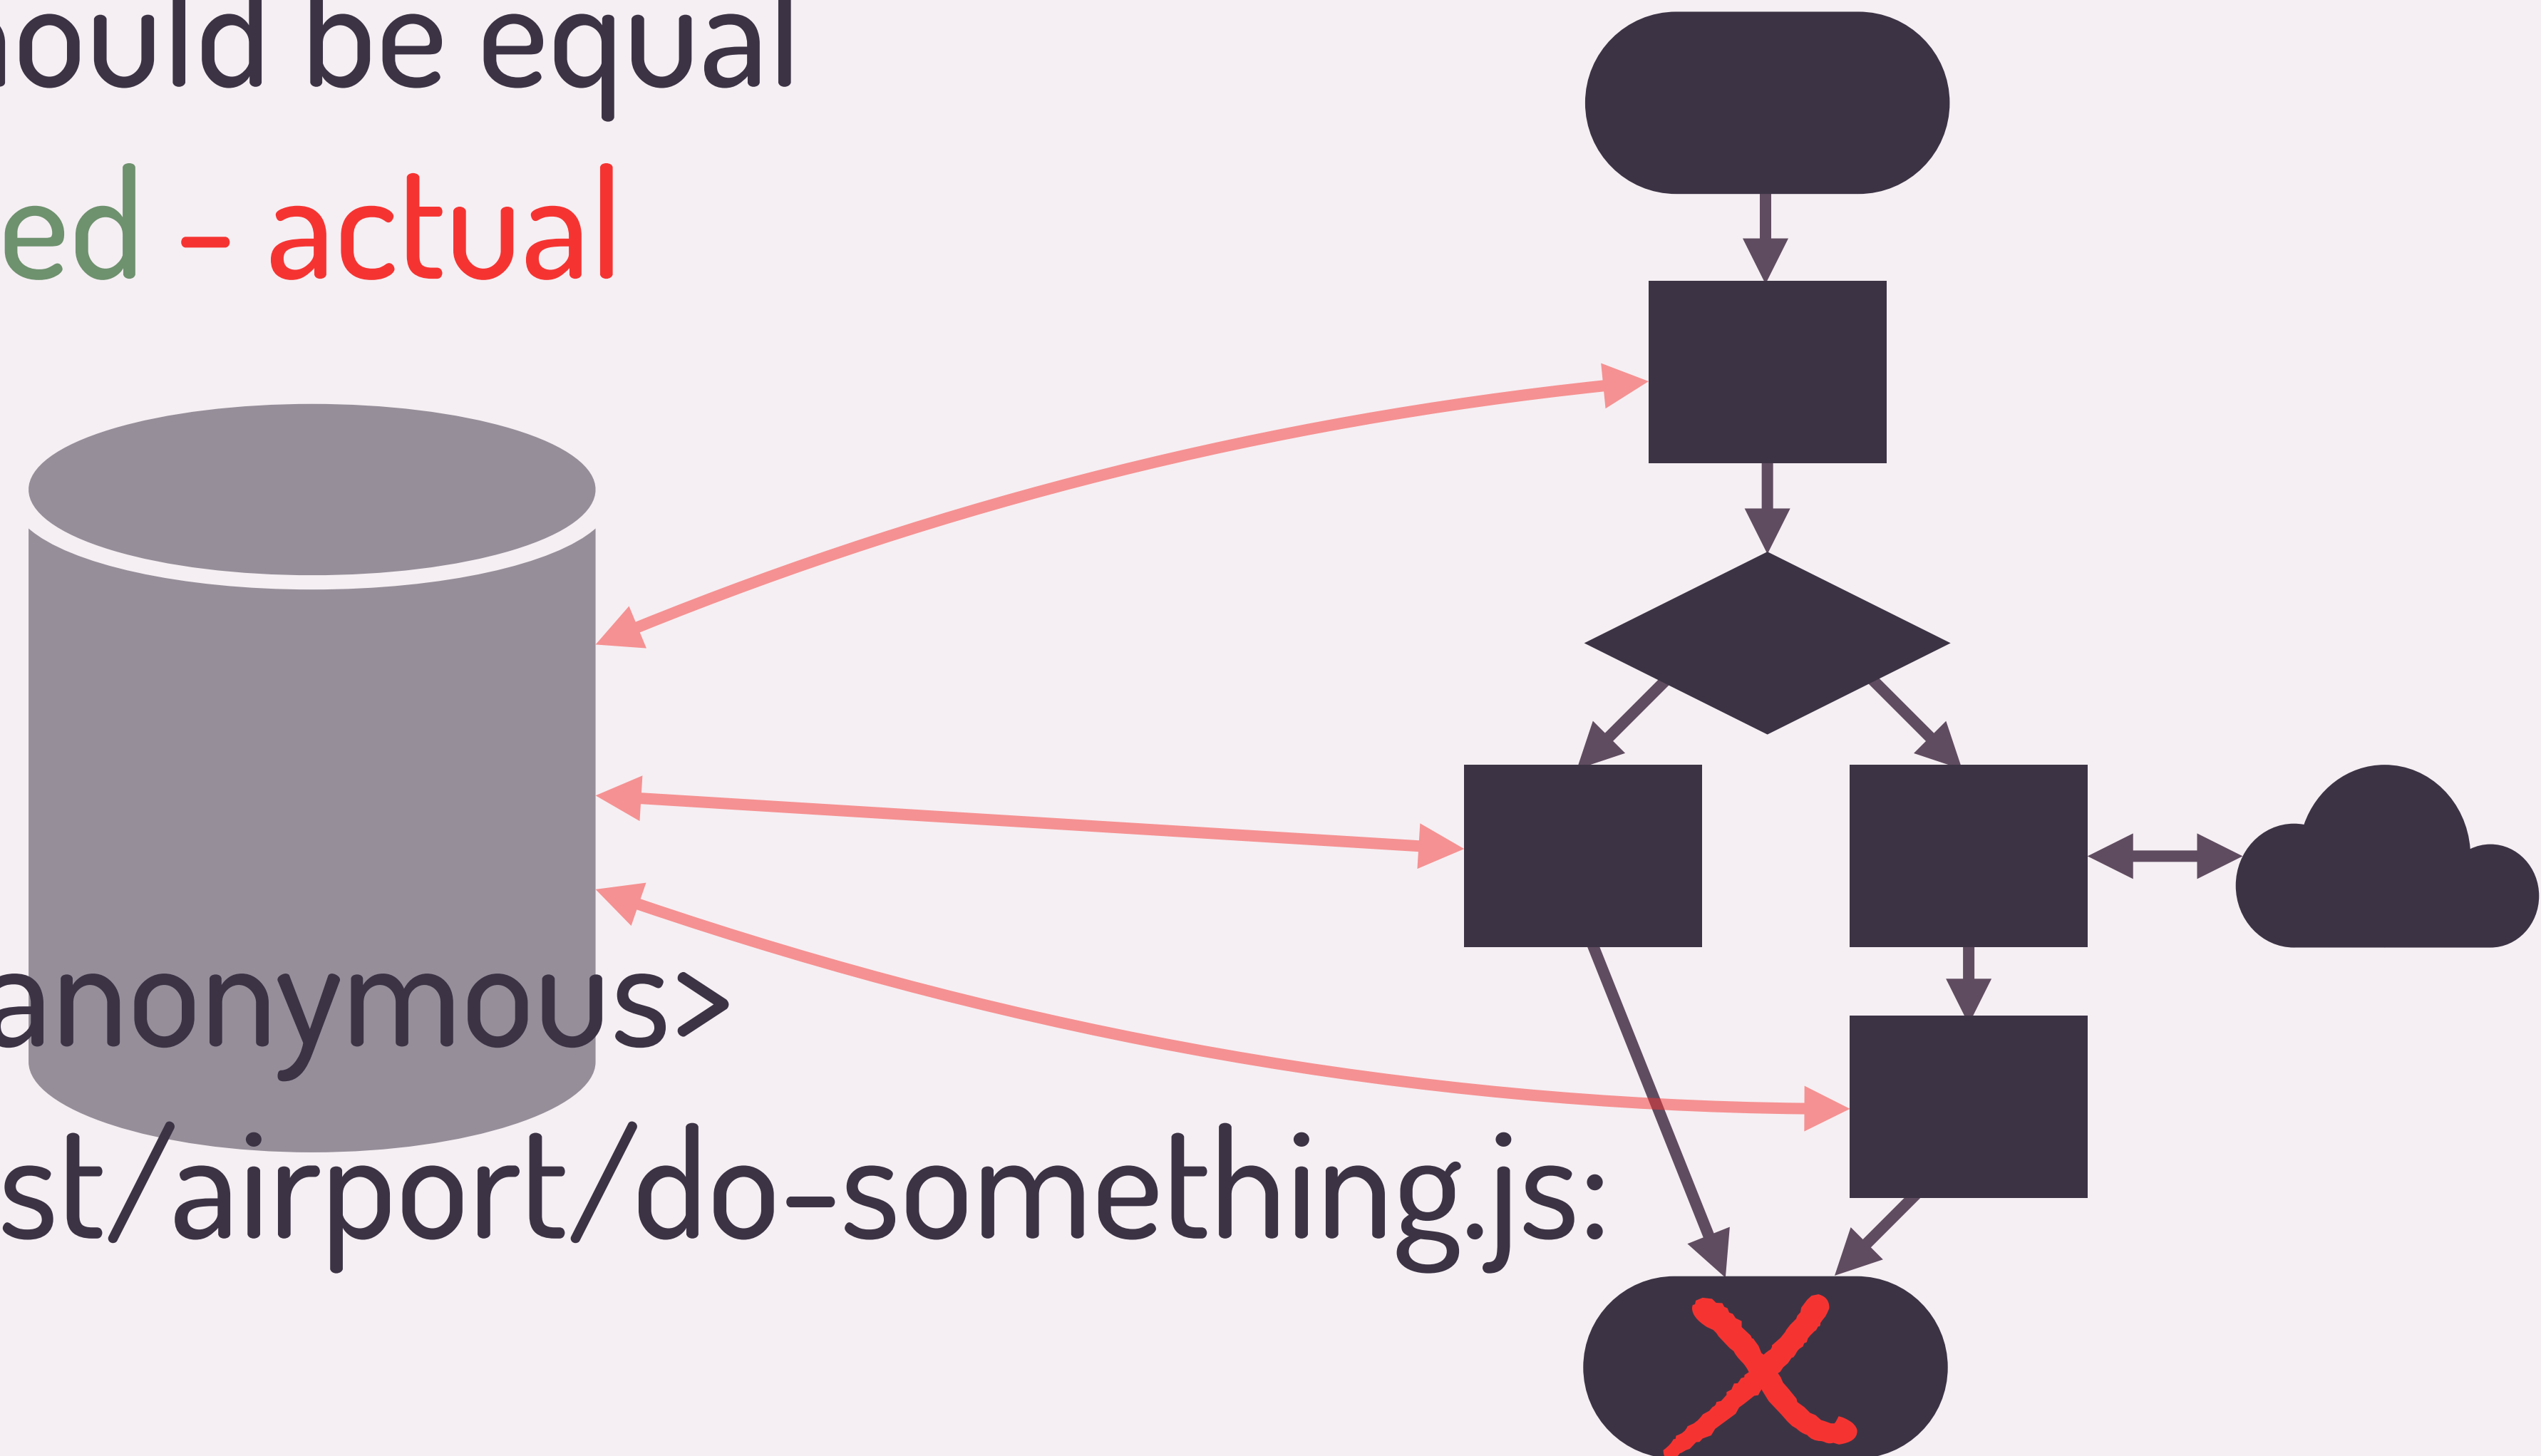 ould be equal
ed - actual
anonymous>
st/airport/do-something.js: